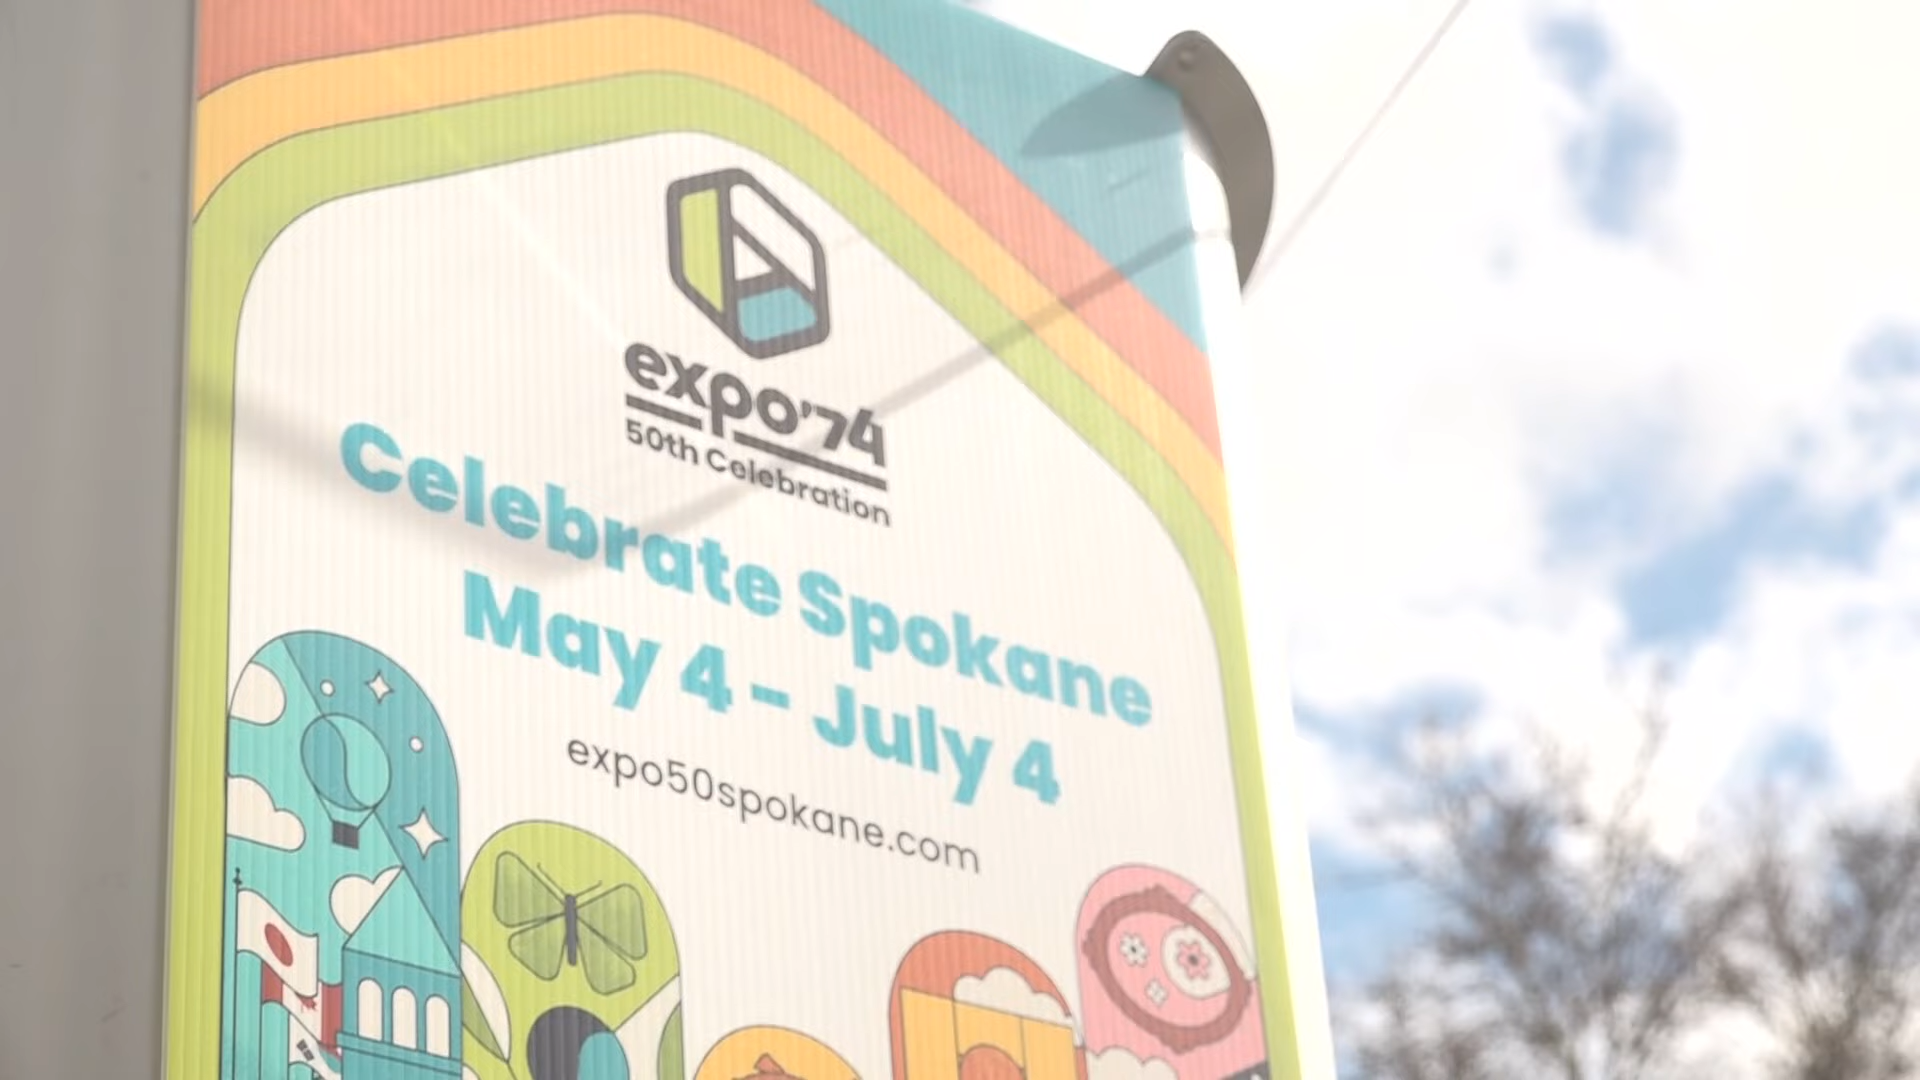 expo'74
50th Celebration
Celebrate Spokane
May 4 – July 4
expo50spokane.com